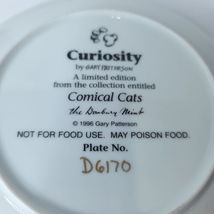 Curiosity
by GARY PATTERSON
A limited edition
from the collection entitled
Comical Cats
the Danbury Mint
© 1996 Gary Patterson
NOT FOR FOOD USE. MAY POISON FOOD.
Plate No.
D6170